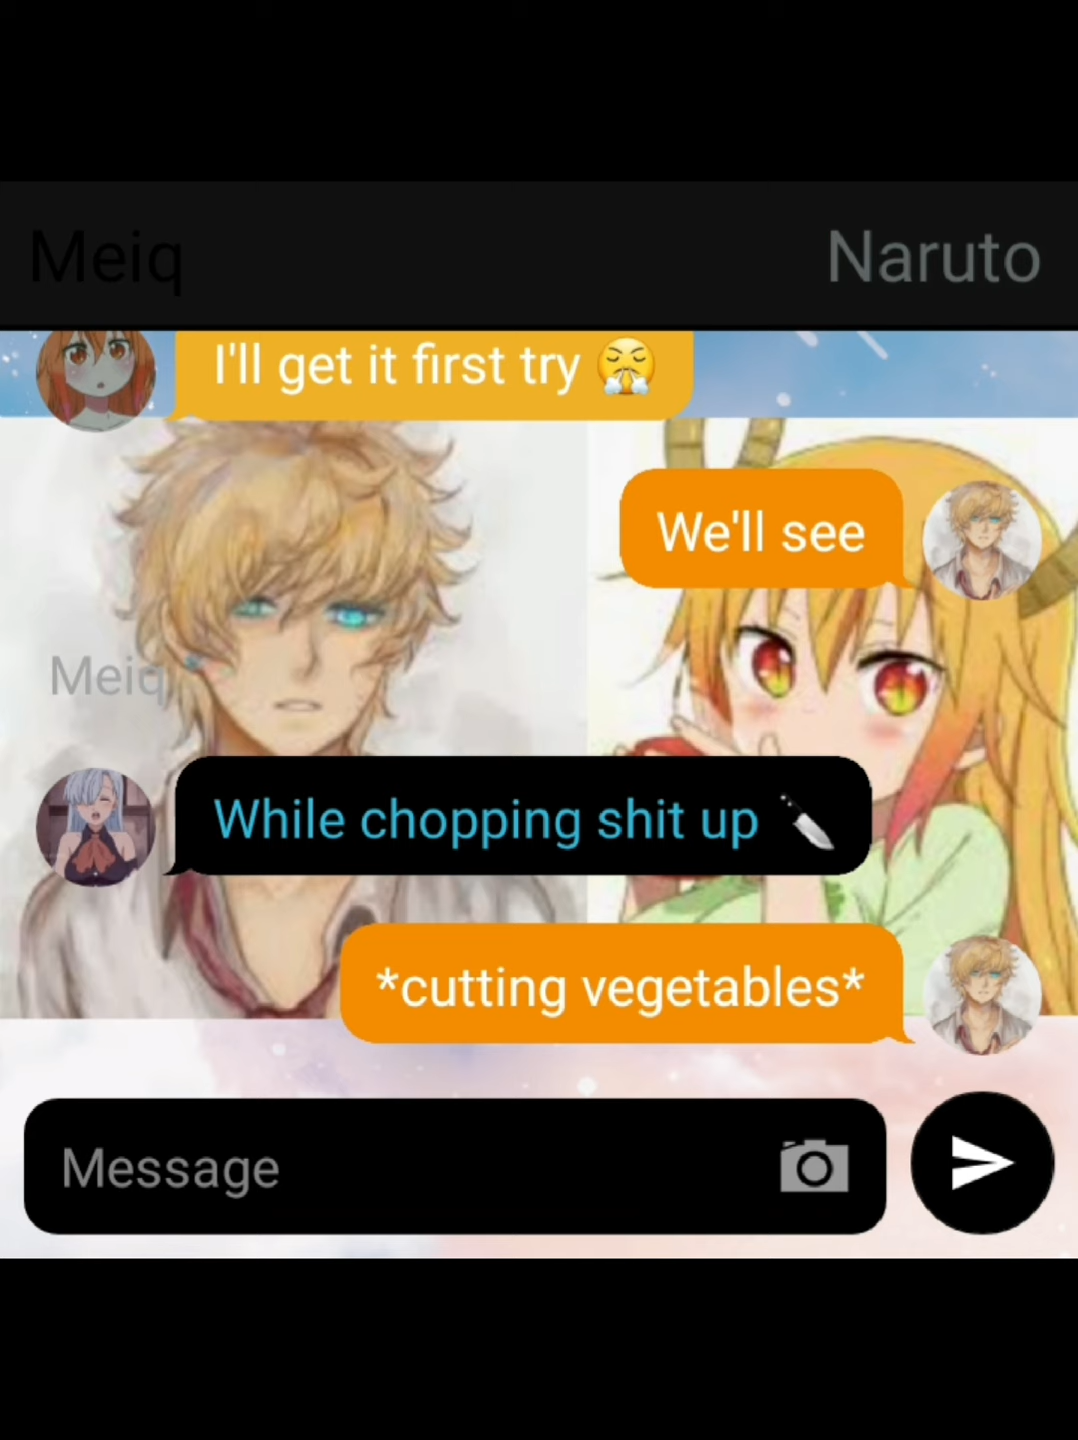 Meiq Naruto
I'll get it first try 😤
We'll see
Meiq
While chopping shit up 🔪
*cutting vegetables*
Message